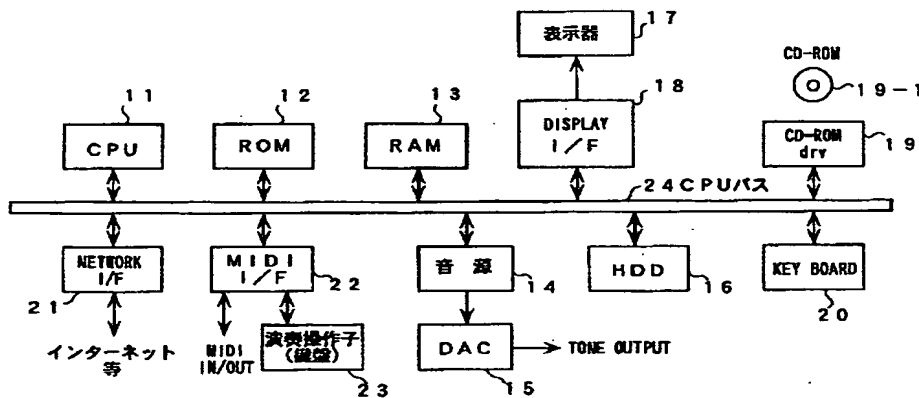 17
表示器
CD-ROM
18
19-1
11
12
13
CPU
ROM
RAM
DISPLAY
I/F
CD-ROM
drv
19
24CPUバス
NETWORK
I/F
MIDI
I/F
音源
HDD
KEY BOARD
21
22
14
16
20
インターネット
等
MIDI
IN/OUT
演奏操作子
(鍵盤)
DAC
TONE OUTPUT
23
15